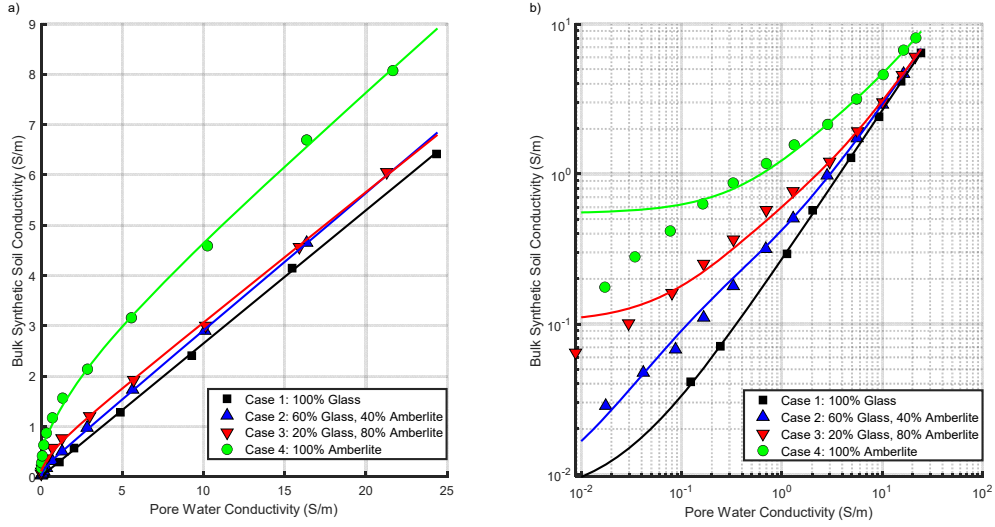 a)
9
8
7
6
5
4
3
2
1
0
0
5
10
15
20
25
Bulk Synthetic Soil Conductivity (S/m)
Pore Water Conductivity (S/m)
Case 1: 100% Glass
Case 2: 60% Glass, 40% Amberlite
Case 3: 20% Glass, 80% Amberlite
Case 4: 100% Amberlite
b)
10^1
10^0
10^-1
10^-2
10^-2
10^-1
10^0
10^1
10^2
Bulk Synthetic Soil Conductivity (S/m)
Pore Water Conductivity (S/m)
Case 1: 100% Glass
Case 2: 60% Glass, 40% Amberlite
Case 3: 20% Glass, 80% Amberlite
Case 4: 100% Amberlite